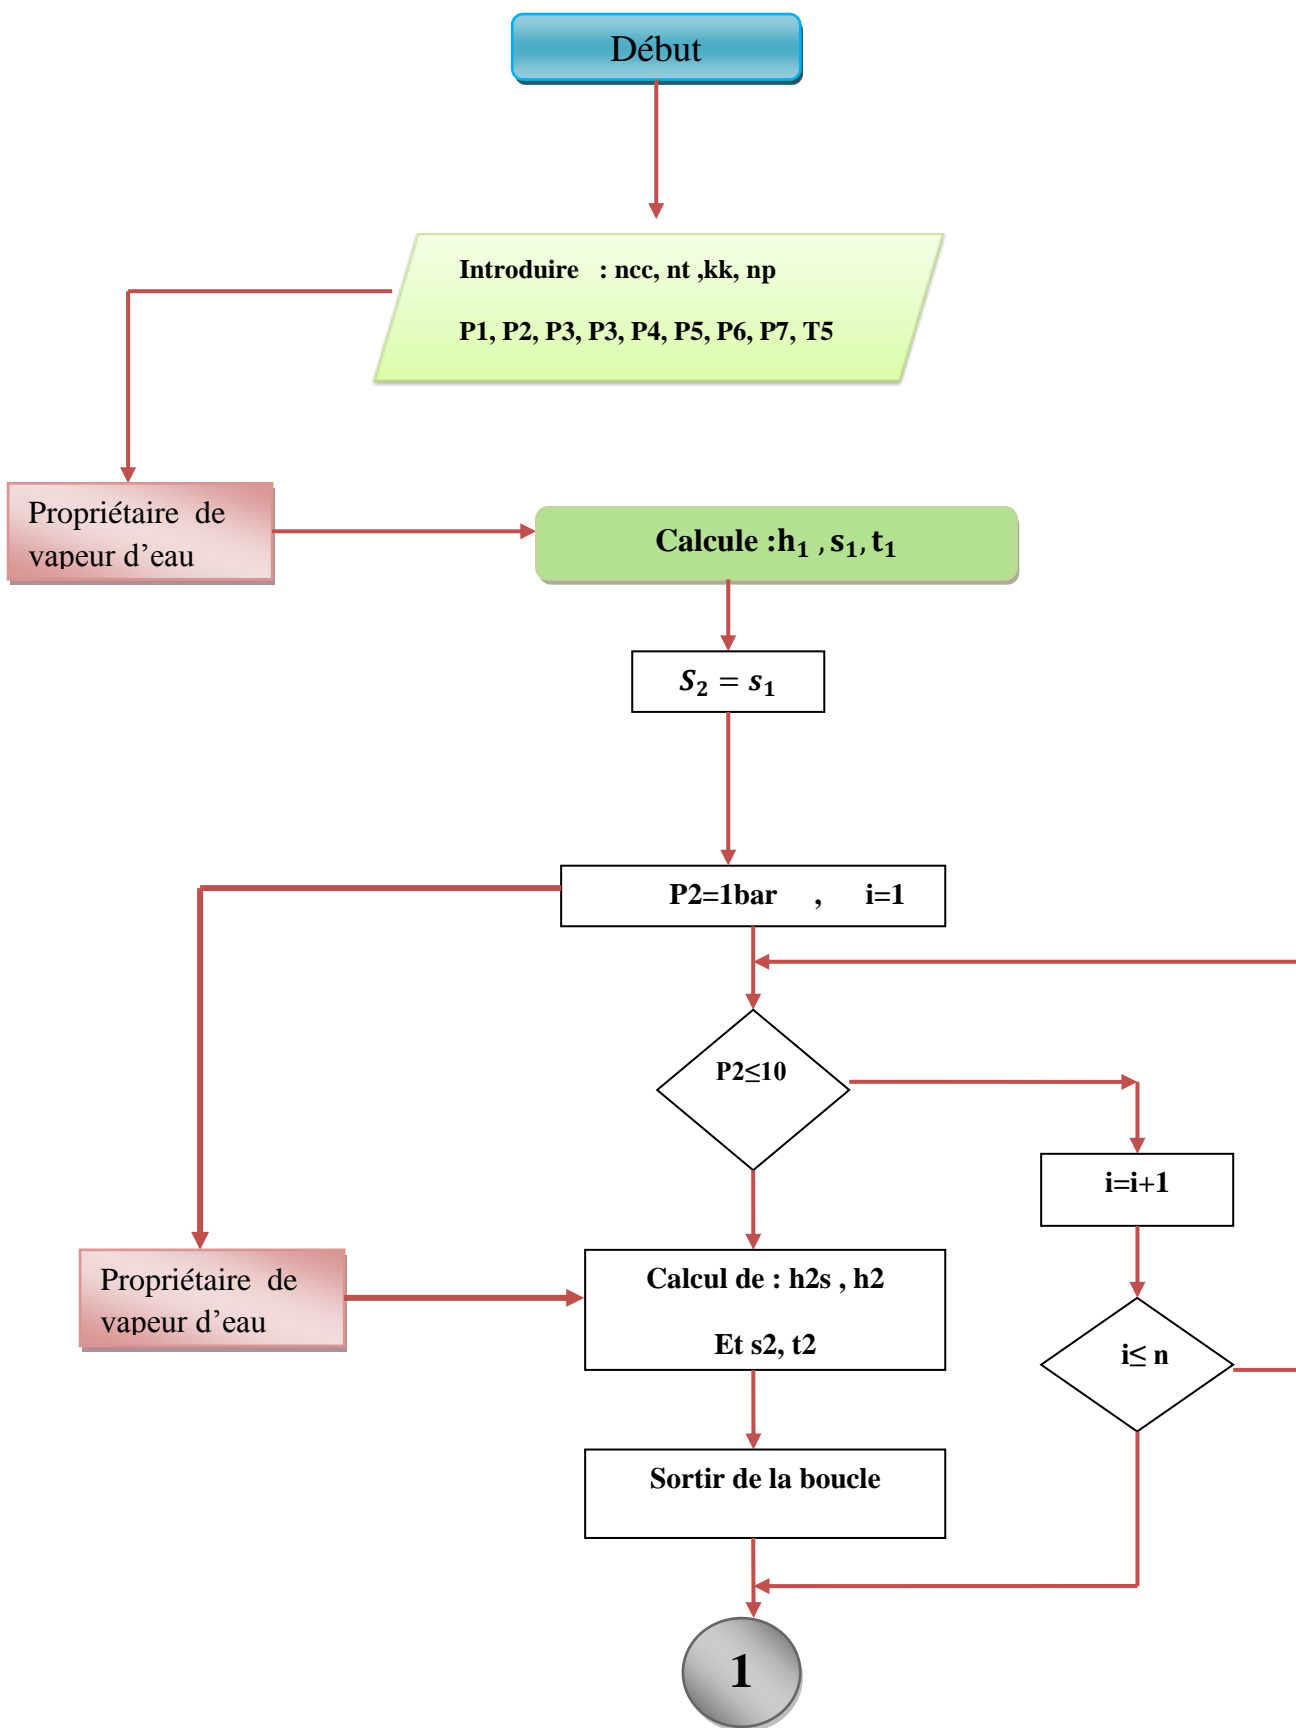 Début
Introduire : ncc, nt ,kk, np
P1, P2, P3, P3, P4, P5, P6, P7, T5
Propriétaire de
vapeur d’eau
Calcule :h₁ , s₁, t₁
S₂ = s₁
P2=1bar , i=1
P2≤10
i=i+1
Propriétaire de
vapeur d’eau
Calcul de : h2s , h2
Et s2, t2
i≤ n
Sortir de la boucle
1